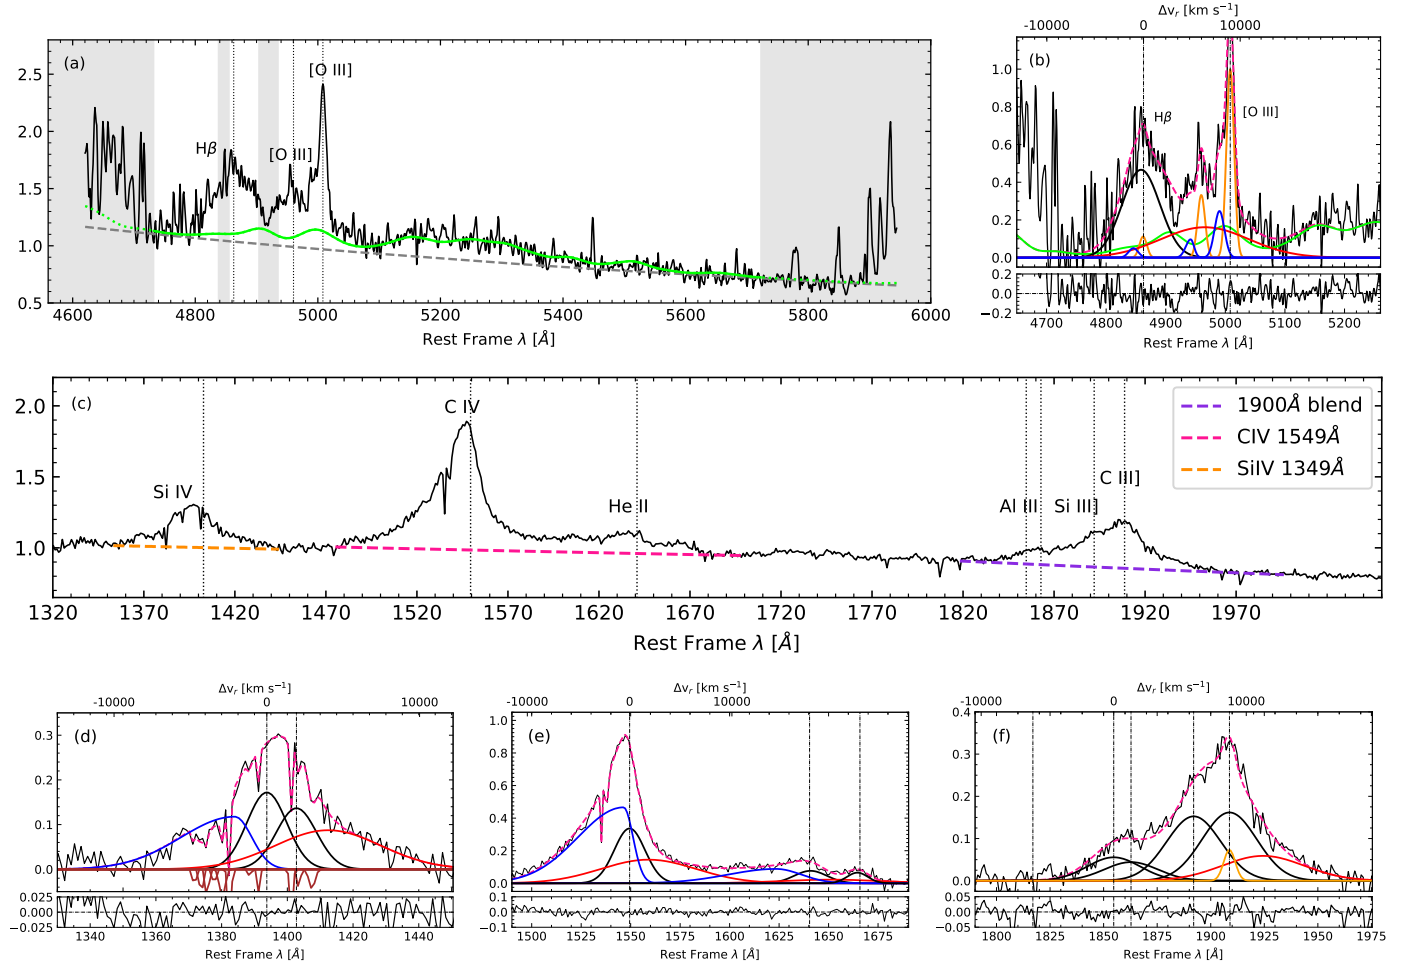 (a)
Hβ
[O III]
[O III]
2.5
2.0
1.5
1.0
0.5
4600 4800 5000 5200 5400 5600 5800 6000
Rest Frame λ [Å]
Δvᵣ [km s⁻¹]
-10000 0 10000
(b)
Hβ
[O III]
1.0
0.8
0.6
0.4
0.2
0.0
0.2
0.0
−0.2
4700 4800 4900 5000 5100 5200
Rest Frame λ [Å]
(c)
Si IV
C IV
He II
Al III
Si III]
C III]
1900Å blend
CIV 1549Å
SiIV 1349Å
2.0
1.5
1.0
1320 1370 1420 1470 1520 1570 1620 1670 1720 1770 1820 1870 1920 1970
Rest Frame λ [Å]
Δvᵣ [km s⁻¹]
-10000 0 10000
(d)
0.3
0.2
0.1
0.0
0.025
0.000
−0.025
1340 1360 1380 1400 1420 1440
Rest Frame λ [Å]
Δvᵣ [km s⁻¹]
-10000 0 10000
(e)
1.0
0.8
0.6
0.4
0.2
0.0
0.1
0.0
−0.1
1500 1525 1550 1575 1600 1625 1650 1675
Rest Frame λ [Å]
Δvᵣ [km s⁻¹]
-10000 0 10000
(f)
0.4
0.3
0.2
0.1
0.0
0.05
0.00
−0.05
1800 1825 1850 1875 1900 1925 1950 1975
Rest Frame λ [Å]